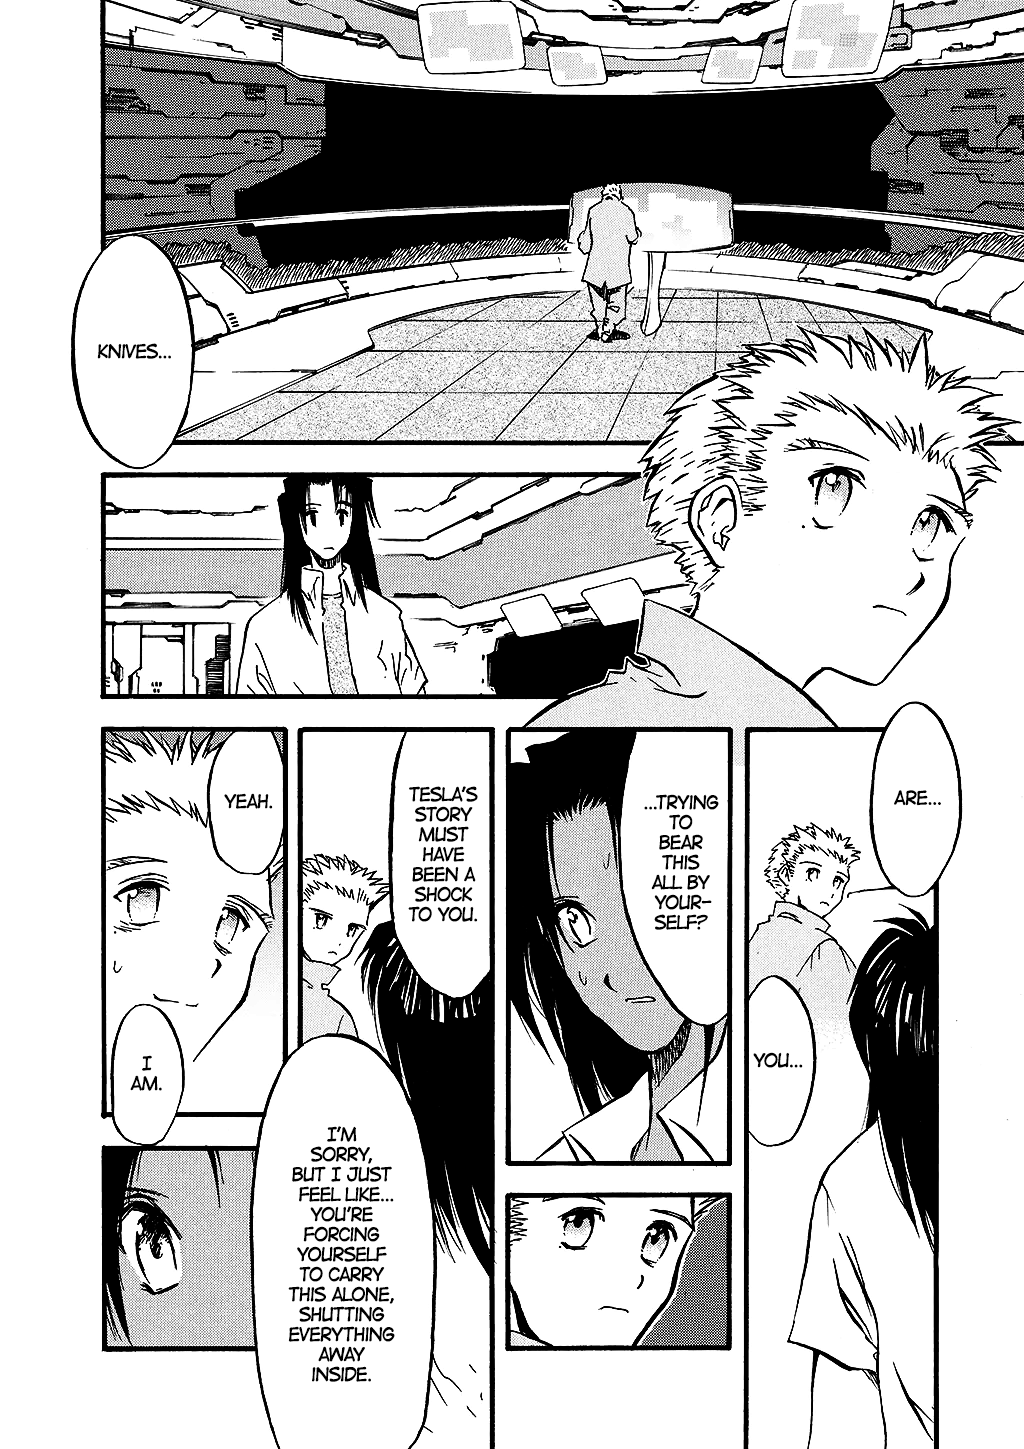 KNIVES...
ARE...
YOU...
...TRYING
TO
BEAR
THIS
ALL BY
YOUR-
SELF?
TESLA'S
STORY
MUST
HAVE
BEEN A
SHOCK
TO YOU.
I'M
SORRY,
BUT I JUST
FEEL LIKE...
YOU'RE
FORCING
YOURSELF
TO CARRY
THIS ALONE,
SHUTTING
EVERYTHING
AWAY
INSIDE.
YEAH.
I
AM.